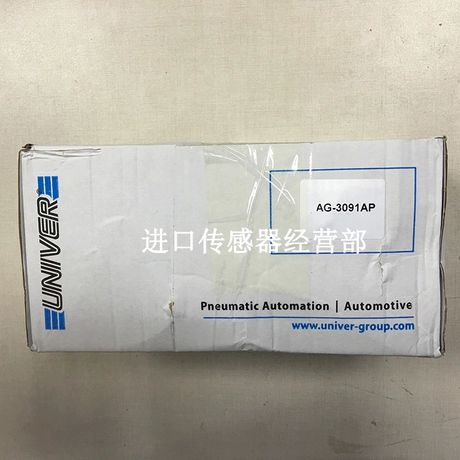 UNIVER
AG-3091AP
进口传感器经营部
Pneumatic Automation | Automotive
www.univer-group.com